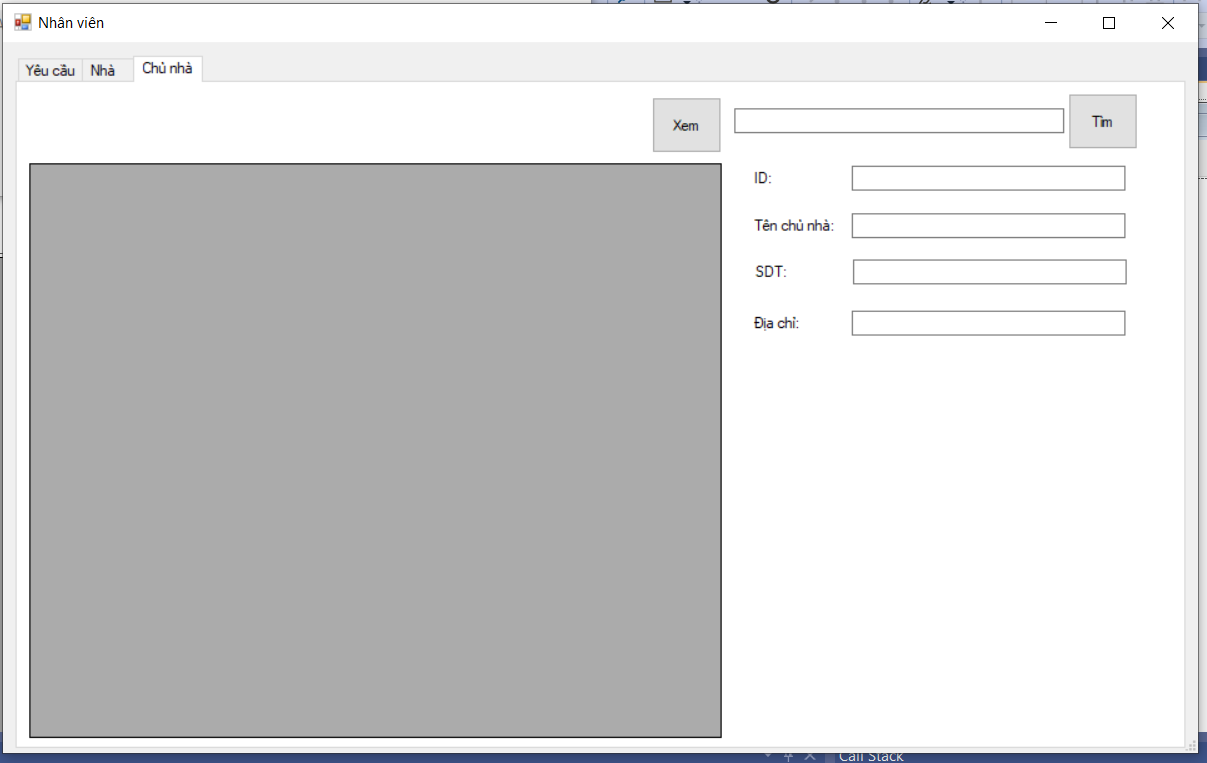 Nhân viên
Yêu cầu
Nhà
Chủ nhà
Xem
Tìm
ID:
Tên chủ nhà:
SDT:
Địa chỉ:
Call Stack